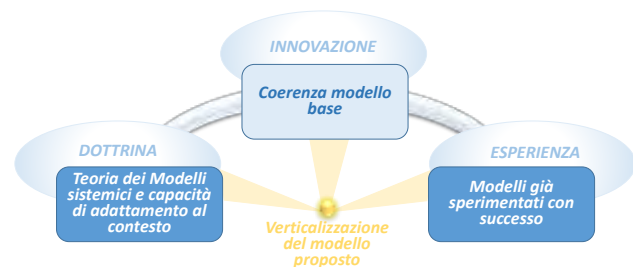 INNOVAZIONE
Coerenza modello
base
DOTTRINA
Teoria dei Modelli
sistemici e capacità
di adattamento al
contesto
ESPERIENZA
Modelli già
sperimentati con
successo
Verticalizzazione
del modello
proposto